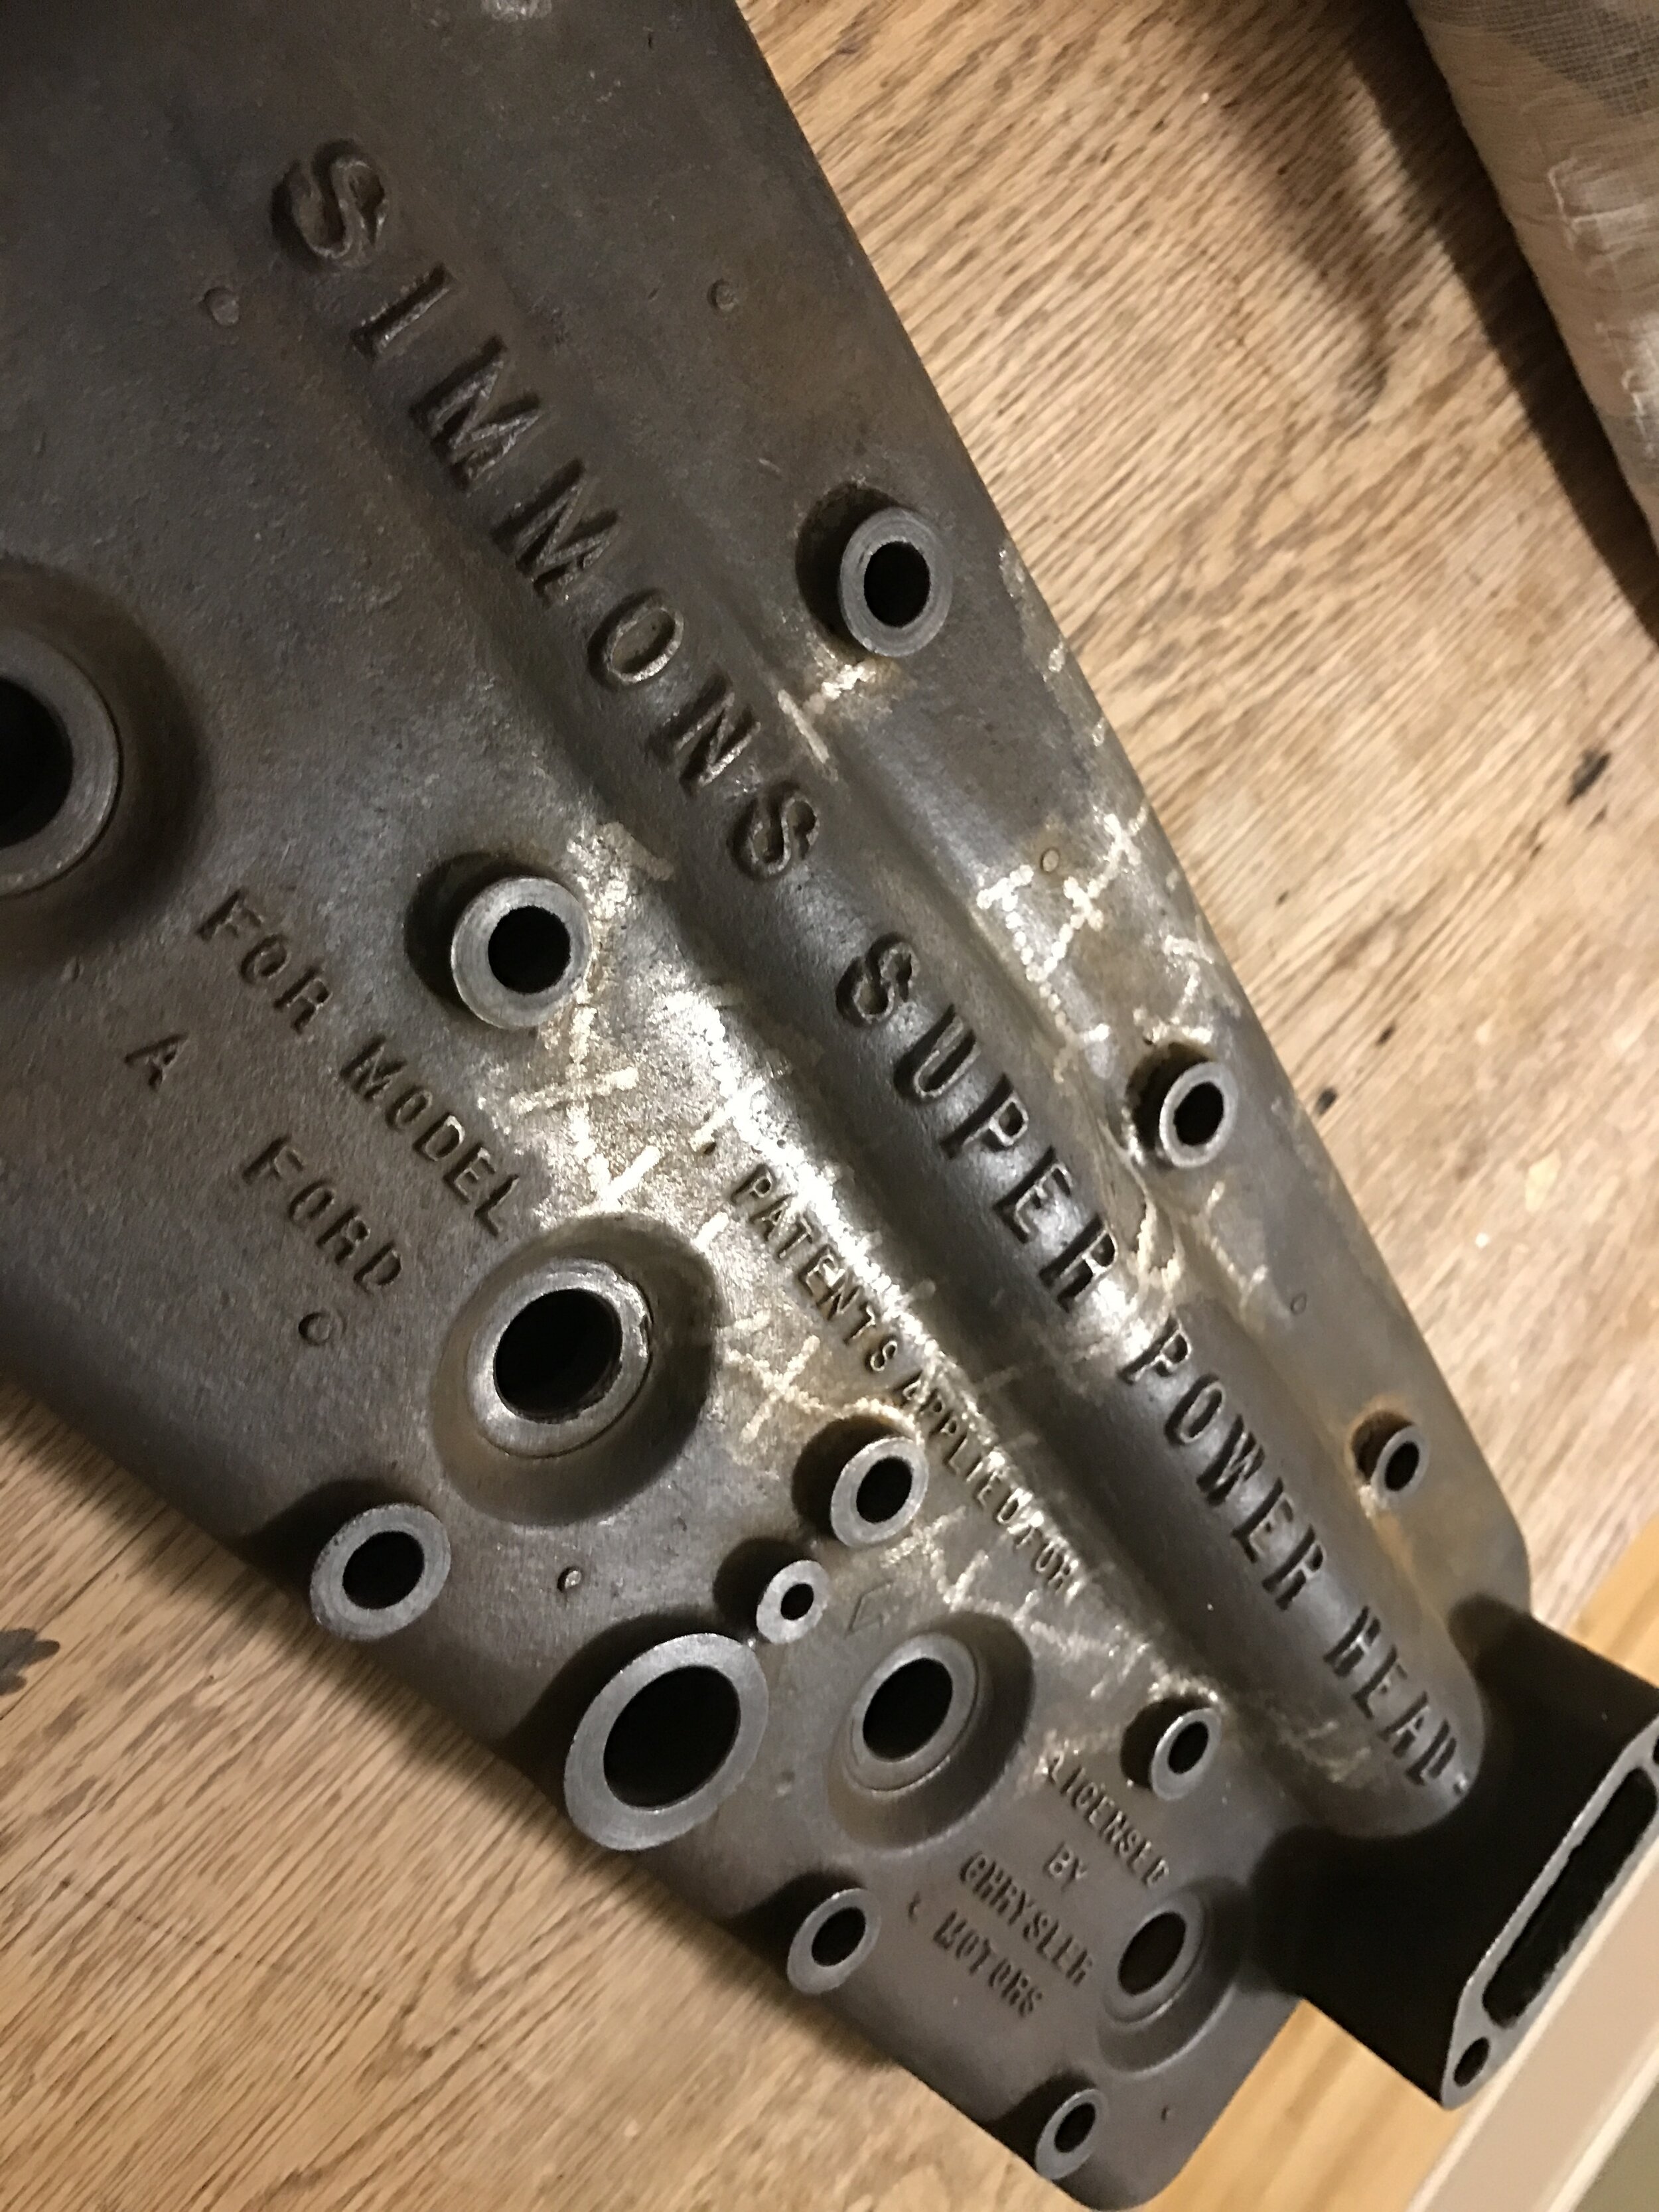 SIMMONS SUPER POWER HEAD
FOR MODEL
A FORD
PATENTS APPLIED FOR
LICENSED
BY
CHRYSLER
MOTORS